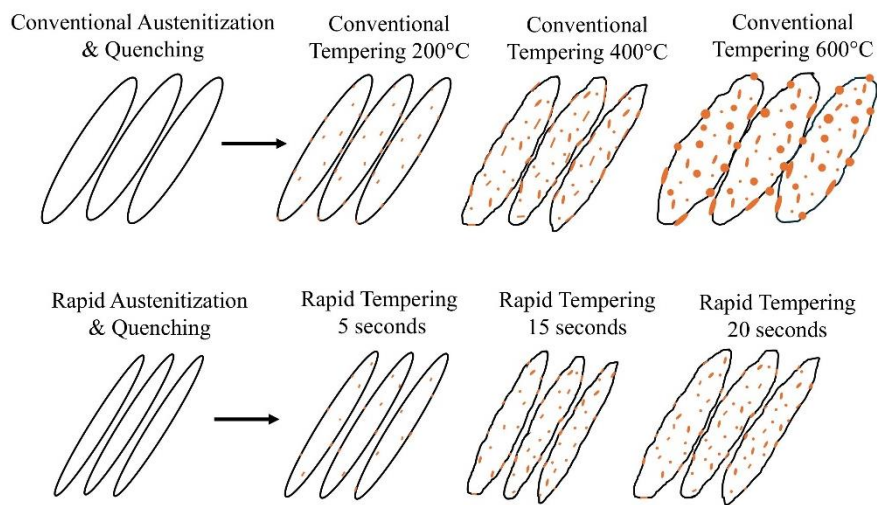 Conventional Austenitization
& Quenching
Conventional
Tempering 200°C
Conventional
Tempering 400°C
Conventional
Tempering 600°C
Rapid Austenitization
& Quenching
Rapid Tempering
5 seconds
Rapid Tempering
15 seconds
Rapid Tempering
20 seconds